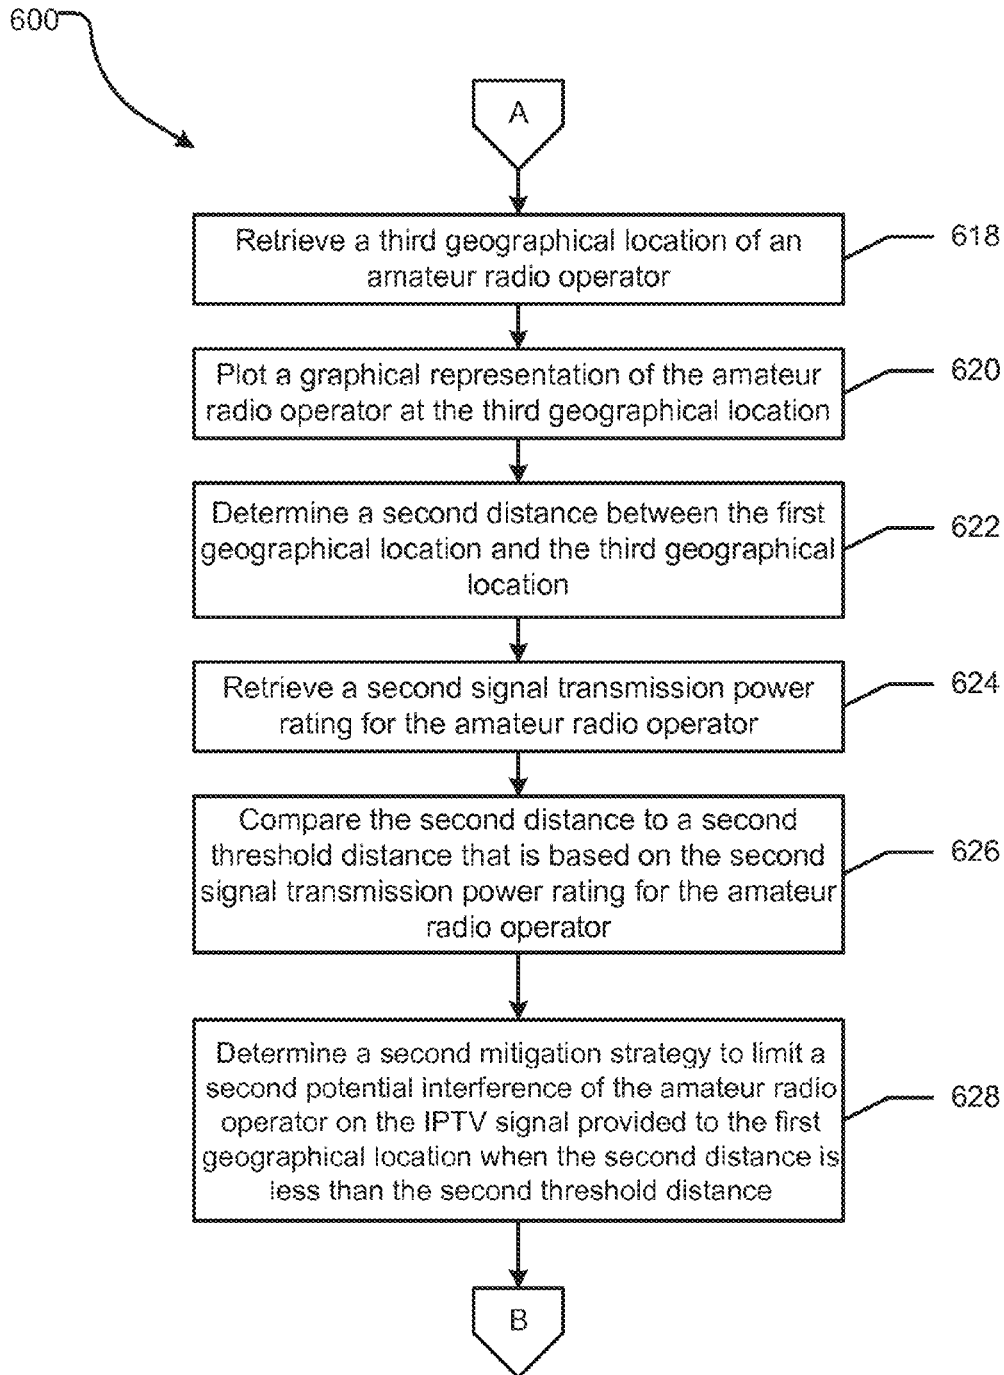 600
A
Retrieve a third geographical location of an
amateur radio operator
618
Plot a graphical representation of the amateur
radio operator at the third geographical location
620
Determine a second distance between the first
geographical location and the third geographical
location
622
Retrieve a second signal transmission power
rating for the amateur radio operator
624
Compare the second distance to a second
threshold distance that is based on the second
signal transmission power rating for the amateur
radio operator
626
Determine a second mitigation strategy to limit a
second potential interference of the amateur radio
operator on the IPTV signal provided to the first
geographical location when the second distance is
less than the second threshold distance
628
B